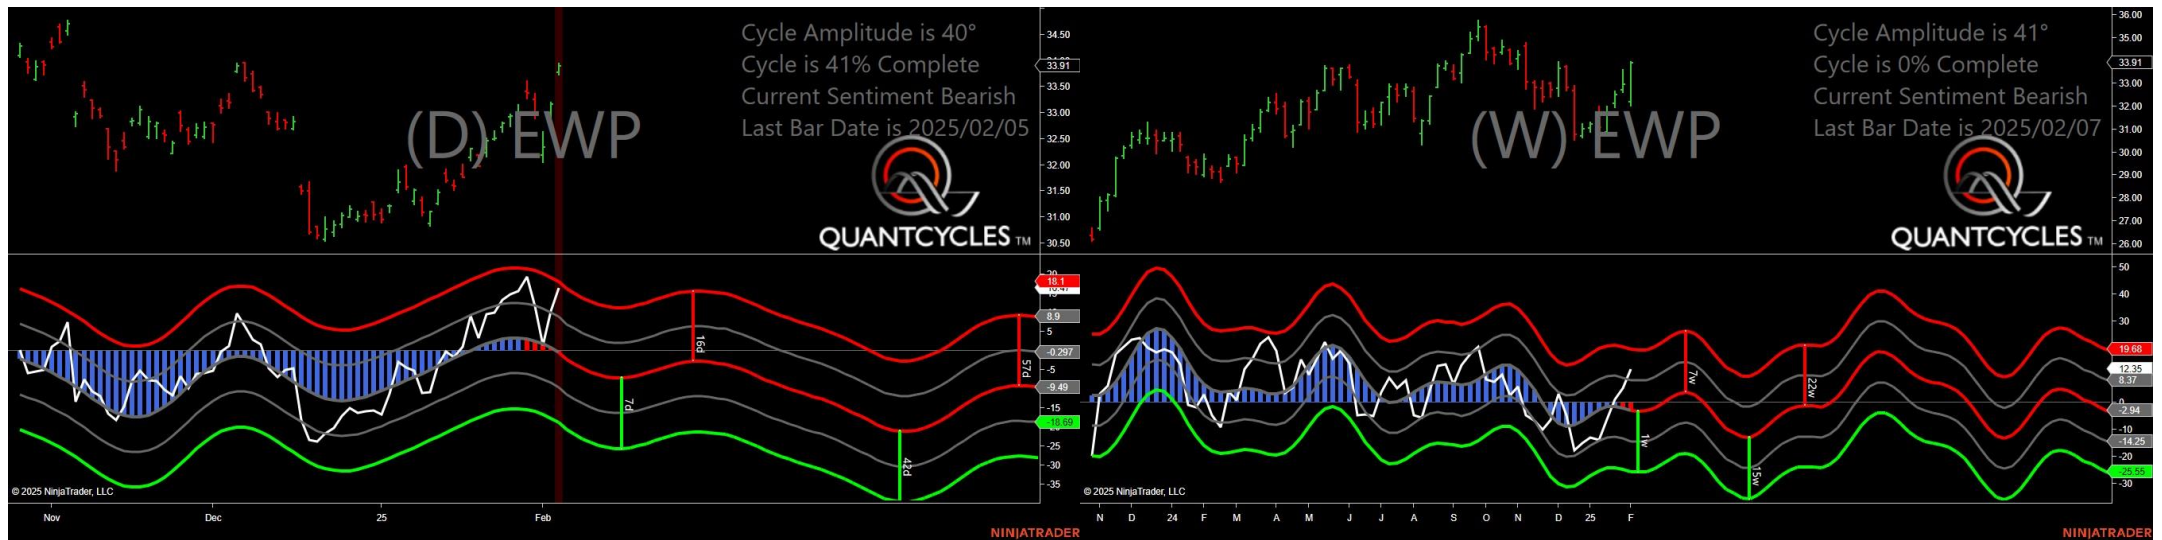 Cycle Amplitude is 40°
Cycle is 41% Complete
Current Sentiment Bearish
Last Bar Date is 2025/02/05
(D) EWP
QUANTCYCLES TM
34.50
33.91
33.50
33.00
32.50
32.00
31.50
31.00
30.50
18.1
8.9
5
-0.297
-5
-9.49
-15
-18.69
-25
-30
-35
7d
16d
42d
57d
© 2025 NinjaTrader, LLC
Nov
Dec
25
Feb
NINJATRADER
Cycle Amplitude is 41°
Cycle is 0% Complete
Current Sentiment Bearish
Last Bar Date is 2025/02/07
(W) EWP
QUANTCYCLES TM
36.00
35.00
33.91
33.00
32.00
31.00
30.00
29.00
28.00
27.00
26.00
50
40
30
19.68
12.35
8.37
0
-2.94
-10
-14.25
-20
-25.55
-30
1w
7w
15w
22w
© 2025 NinjaTrader, LLC
N
D
24
F
M
A
M
J
J
A
S
O
N
D
25
F
NINJATRADER